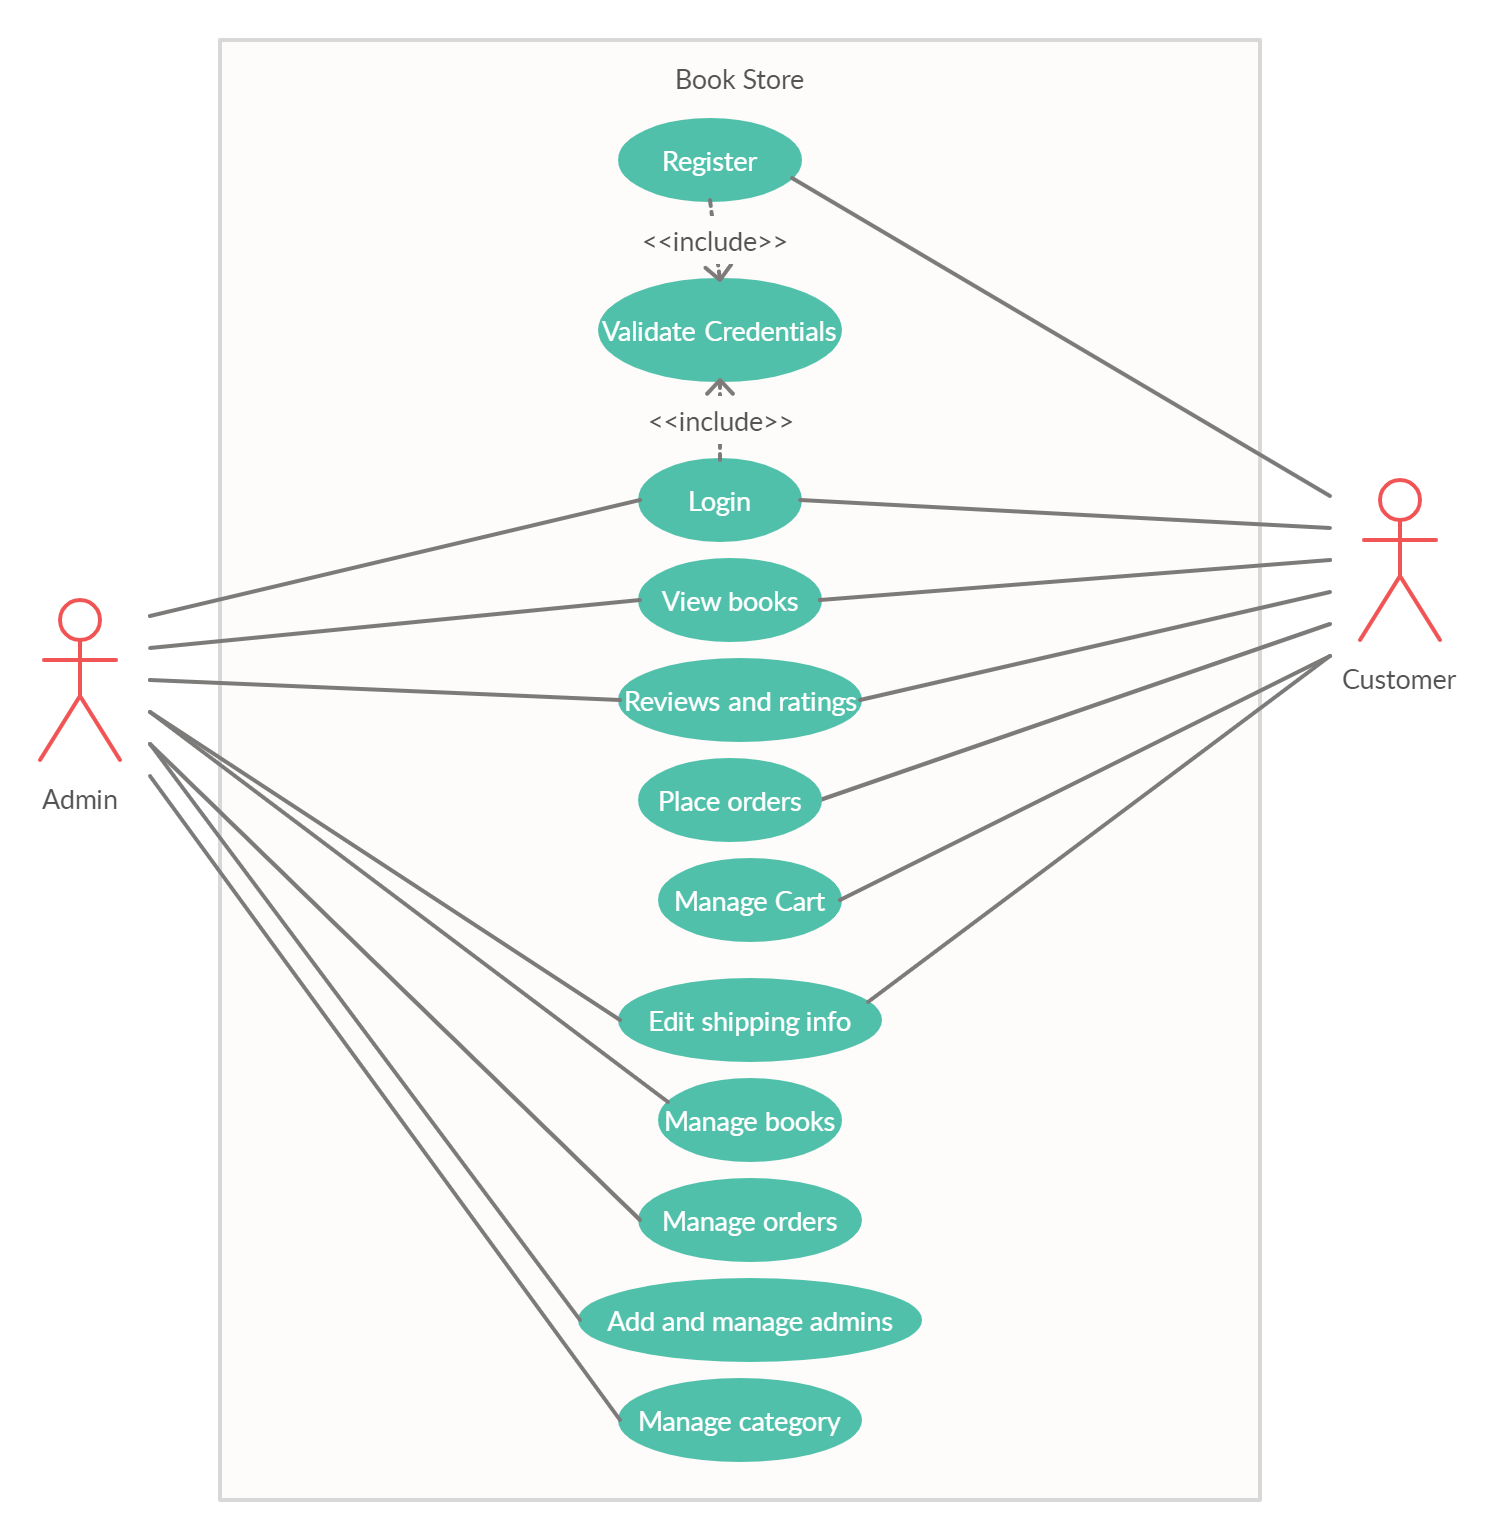 Book Store
Register
<<include>>
Validate Credentials
<<include>>
Login
View books
Reviews and ratings
Customer
Place orders
Admin
Manage Cart
Edit shipping info
Manage books
Manage orders
Add and manage admins
Manage category